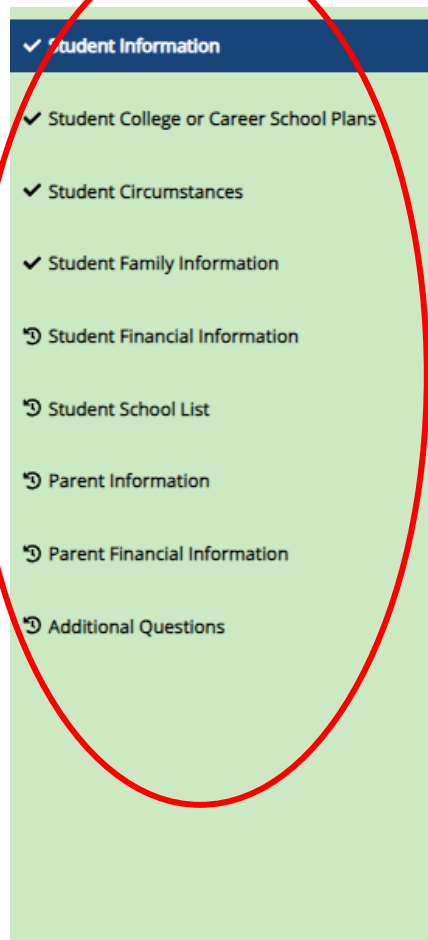 Student Information
Student College or Career School Plans
Student Circumstances
Student Family Information
Student Financial Information
Student School List
Parent Information
Parent Financial Information
Additional Questions